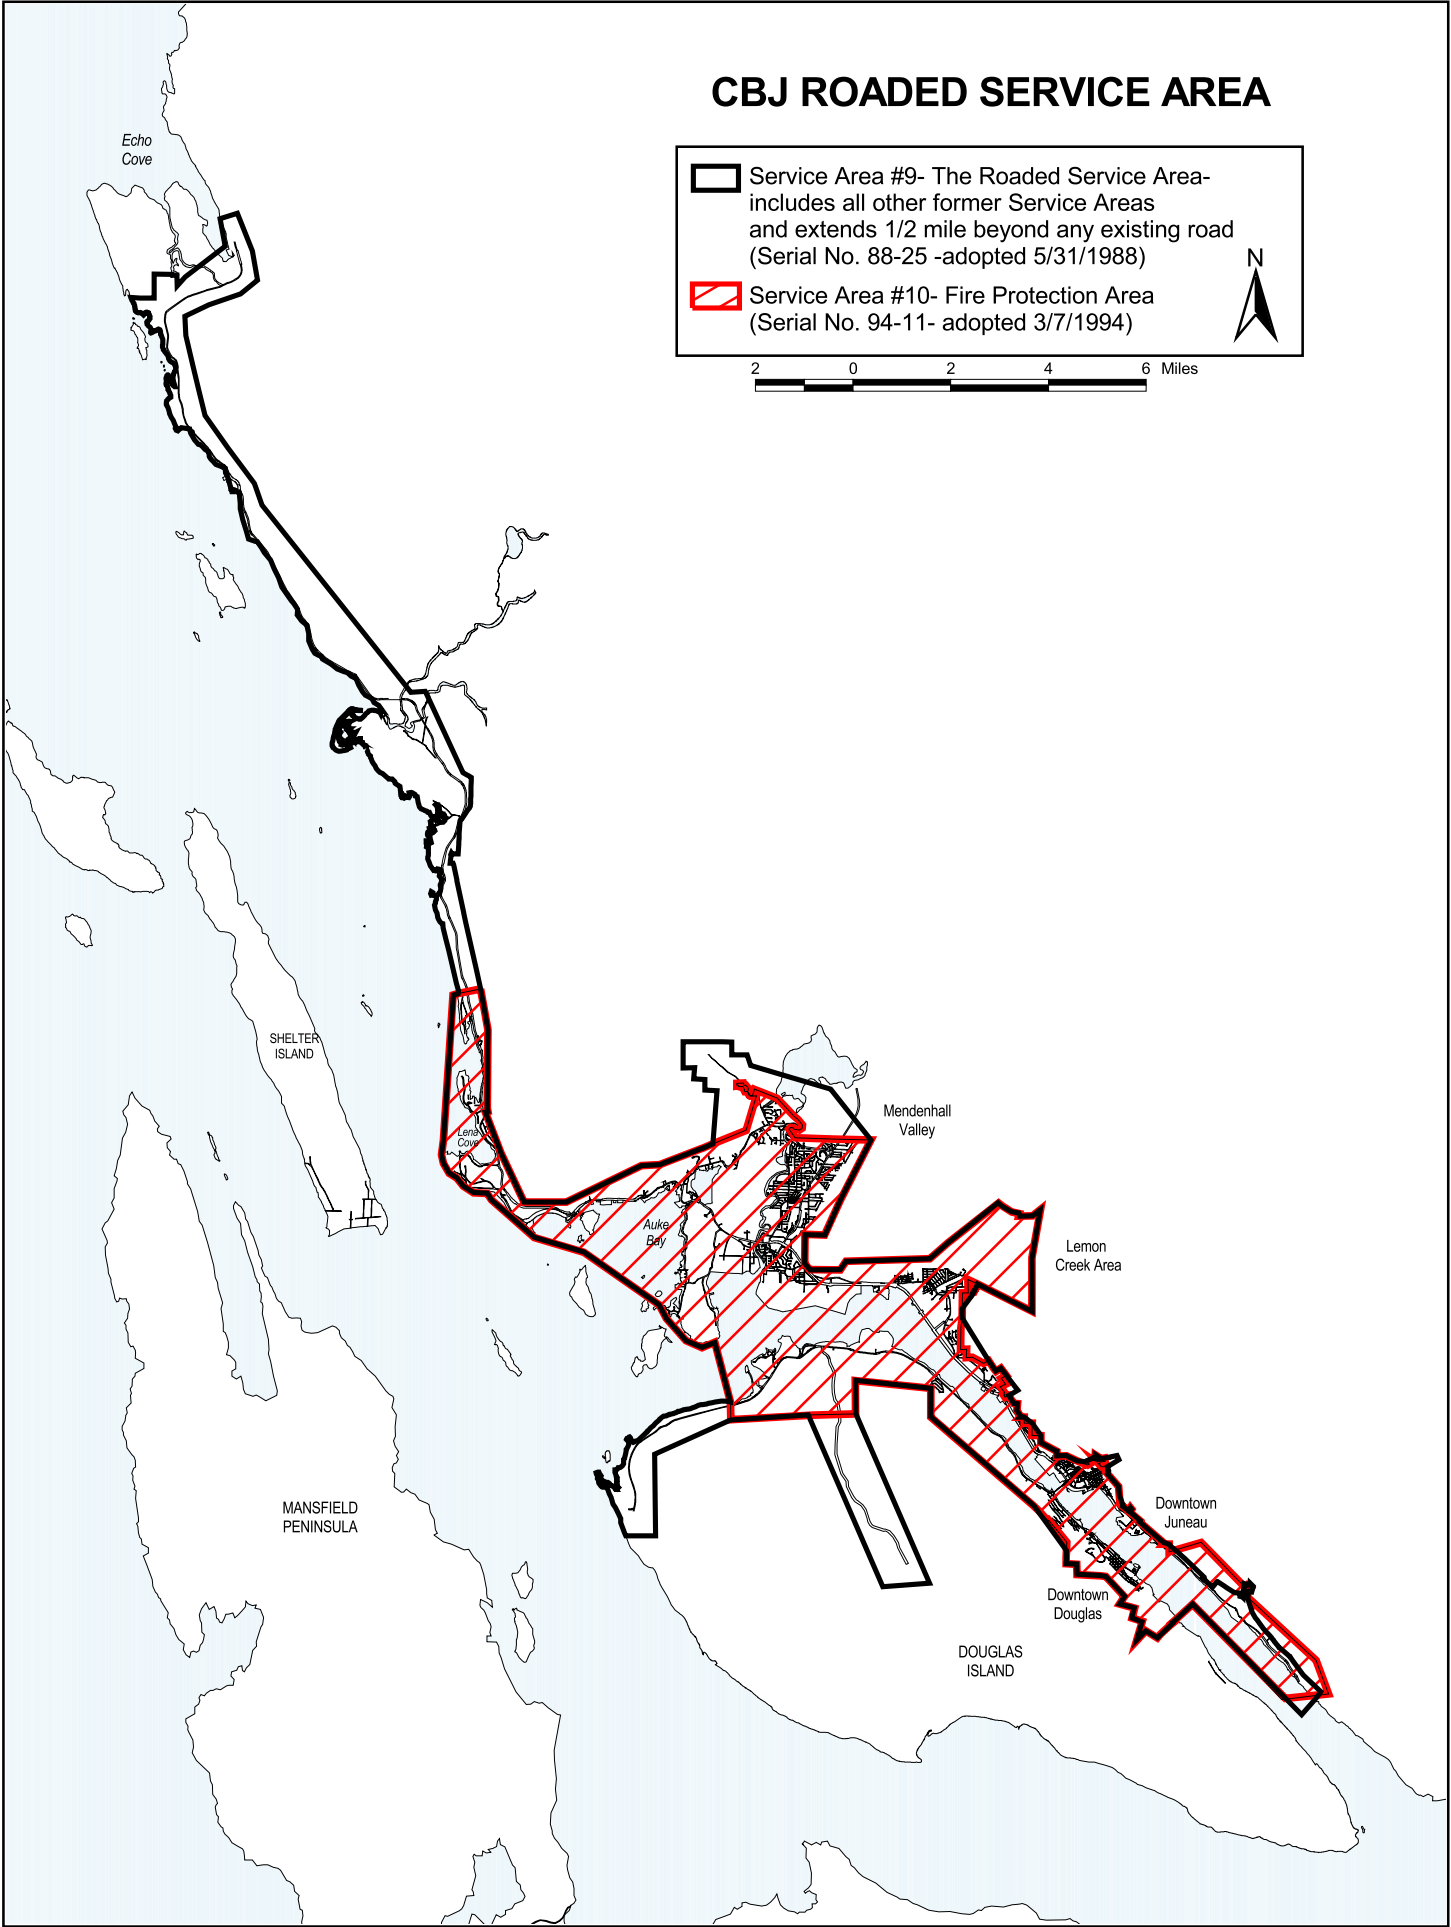 CBJ ROADED SERVICE AREA
Echo
Cove
Service Area #9- The Roaded Service Area-
includes all other former Service Areas
and extends 1/2 mile beyond any existing road
(Serial No. 88-25 -adopted 5/31/1988)
N
Service Area #10- Fire Protection Area
(Serial No. 94-11- adopted 3/7/1994)
2 0 2 4 6 Miles
SHELTER
ISLAND
Mendenhall
Valley
Lena
Cove
Auke
Bay
Lemon
Creek Area
MANSFIELD
PENINSULA
Downtown
Juneau
Downtown
Douglas
DOUGLAS
ISLAND